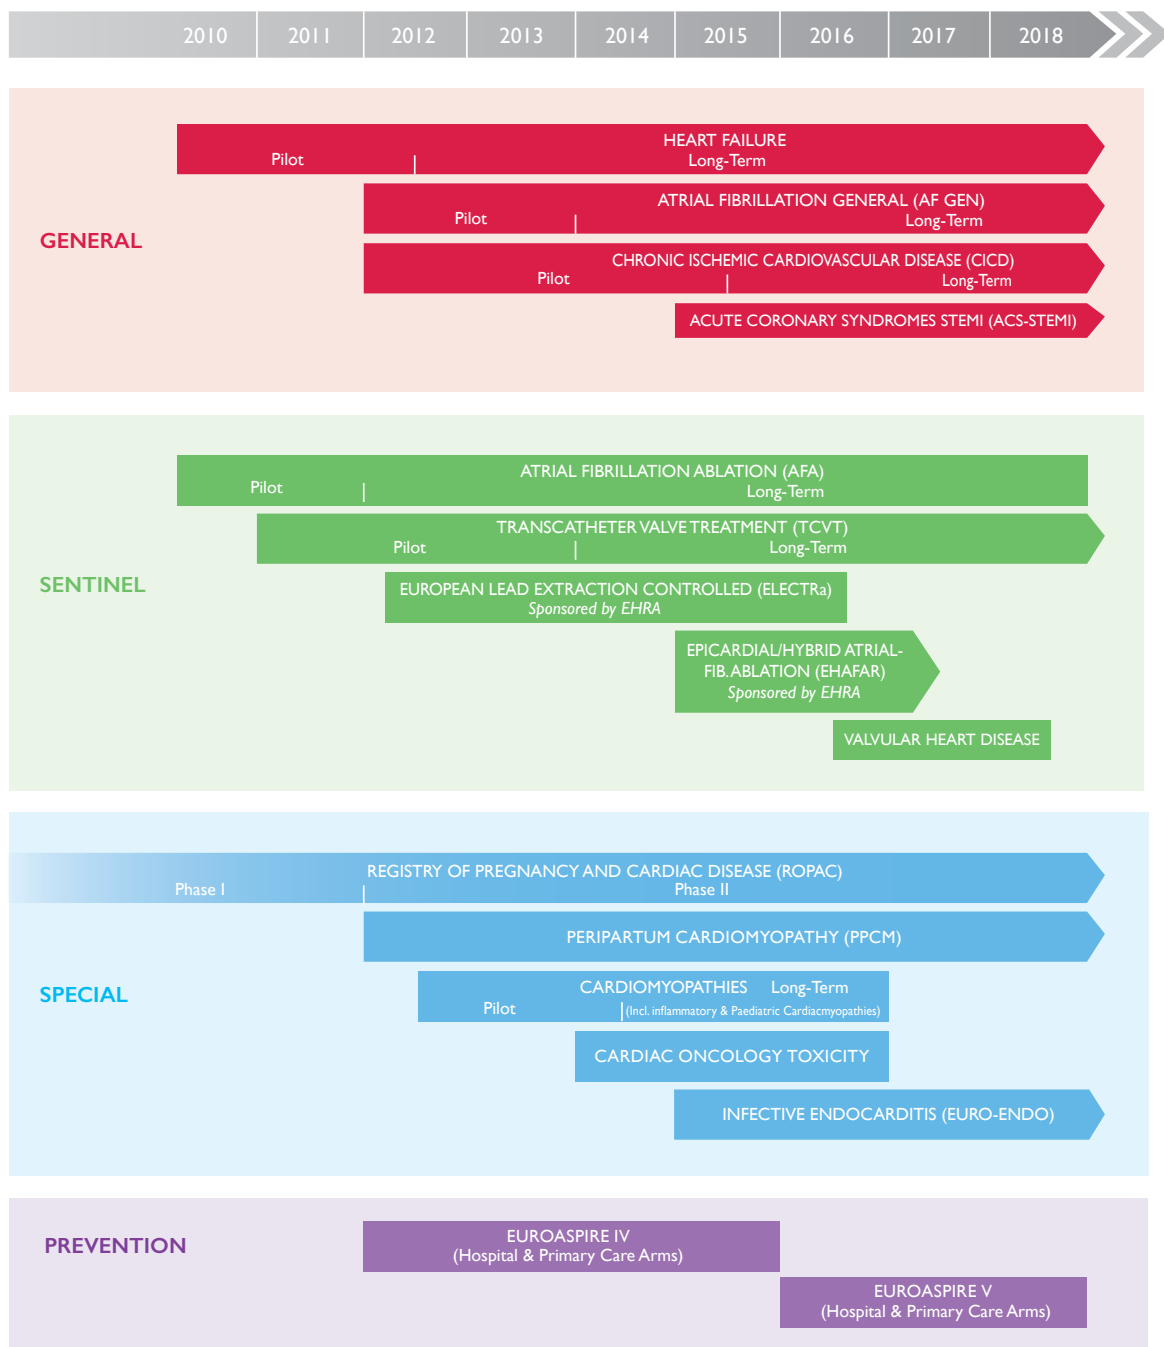 2010 2011 2012 2013 2014 2015 2016 2017 2018
GENERAL
HEART FAILURE
Pilot | Long-Term
ATRIAL FIBRILLATION GENERAL (AF GEN)
Pilot | Long-Term
CHRONIC ISCHEMIC CARDIOVASCULAR DISEASE (CICD)
Pilot | Long-Term
ACUTE CORONARY SYNDROMES STEMI (ACS-STEMI)
SENTINEL
ATRIAL FIBRILLATION ABLATION (AFA)
Pilot | Long-Term
TRANSCATHETER VALVE TREATMENT (TCVT)
Pilot | Long-Term
EUROPEAN LEAD EXTRACTION CONTROLLED (ELECTRa)
Sponsored by EHRA
EPICARDIAL/HYBRID ATRIAL-
FIB. ABLATION (EHAFAR)
Sponsored by EHRA
VALVULAR HEART DISEASE
SPECIAL
REGISTRY OF PREGNANCY AND CARDIAC DISEASE (ROPAC)
Phase I | Phase II
PERIPARTUM CARDIOMYOPATHY (PPCM)
CARDIOMYOPATHIES Long-Term
Pilot | (Incl. inflammatory & Paediatric Cardiacmyopathies)
CARDIAC ONCOLOGY TOXICITY
INFECTIVE ENDOCARDITIS (EURO-ENDO)
PREVENTION
EUROASPIRE IV
(Hospital & Primary Care Arms)
EUROASPIRE V
(Hospital & Primary Care Arms)